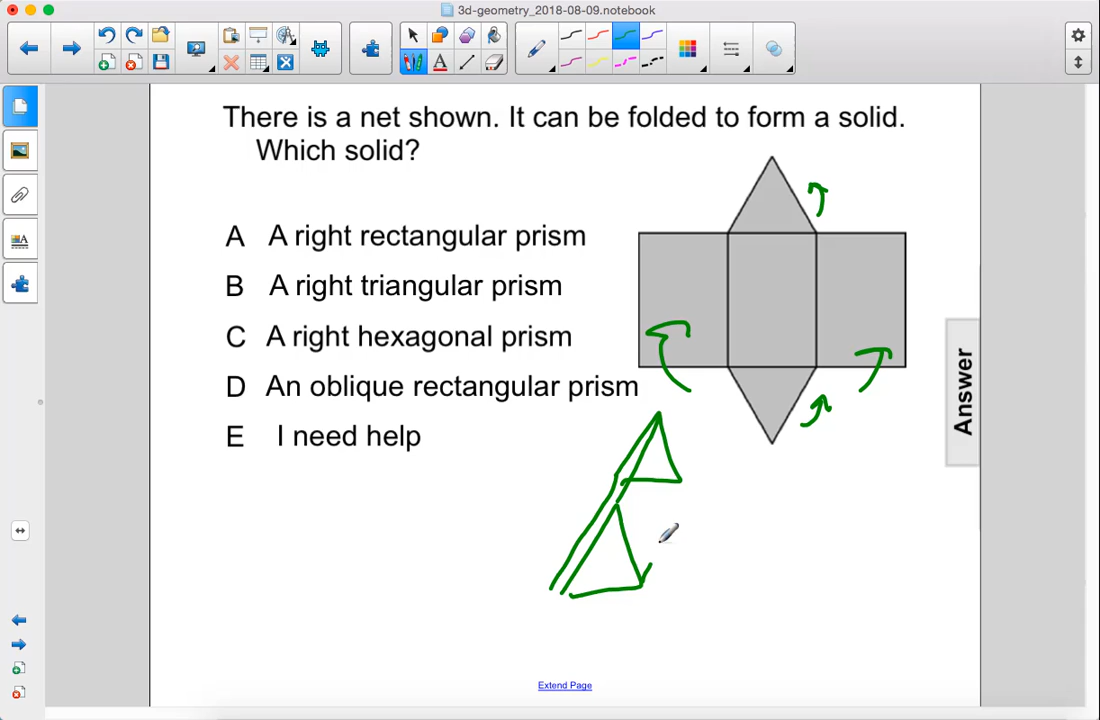 3d-geometry_2018-08-09.notebook
There is a net shown. It can be folded to form a solid.
Which solid?
A A right rectangular prism
B A right triangular prism
C A right hexagonal prism
D An oblique rectangular prism
E I need help
Answer
Extend Page